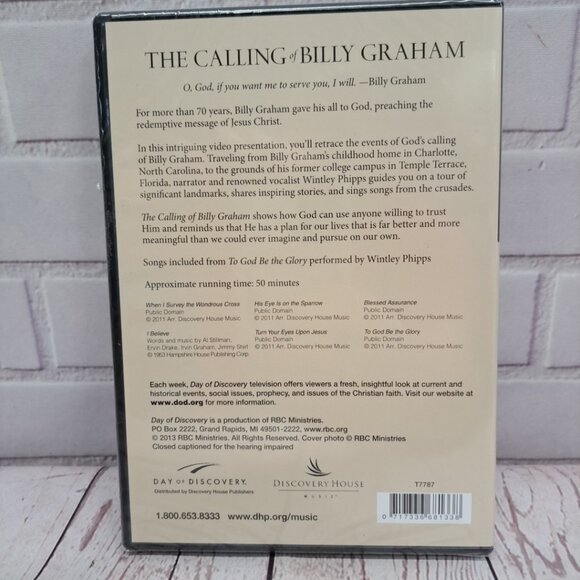 THE CALLING of BILLY GRAHAM
O, God, if you want me to serve you, I will. —Billy Graham
For more than 70 years, Billy Graham gave his all to God, preaching the
redemptive message of Jesus Christ.
In this intriguing video presentation, you'll retrace the events of God's calling
of Billy Graham. Traveling from Billy Graham's childhood home in Charlotte,
North Carolina, to the grounds of his former college campus in Temple Terrace,
Florida, narrator and renowned vocalist Wintley Phipps guides you on a tour of
significant landmarks, shares inspiring stories, and sings songs from the crusades.
The Calling of Billy Graham shows how God can use anyone willing to trust
Him and reminds us that He has a plan for our lives that is far better and more
meaningful than we could ever imagine and pursue on our own.
Songs included from To God Be the Glory performed by Wintley Phipps
Approximate running time: 50 minutes
When I Survey the Wondrous Cross
Public Domain
© 2011 Arr. Discovery House Music
His Eye Is on the Sparrow
Public Domain
© 2011 Arr. Discovery House Music
Blessed Assurance
Public Domain
© 2011 Arr. Discovery House Music
I Believe
Words and music by Al Stillman,
Ervin Drake, Irvin Graham, Jimmy Shirl
© 1953 Hampshire House Publishing Corp.
Turn Your Eyes Upon Jesus
Public Domain
© 2011 Arr. Discovery House Music
To God Be the Glory
Public Domain
© 2011 Arr. Discovery House Music
Each week, Day of Discovery television offers viewers a fresh, insightful look at current and
historical events, social issues, prophecy, and issues of the Christian faith. Visit our website at
www.dod.org for more information.
Day of Discovery is a production of RBC Ministries.
PO Box 2222, Grand Rapids, MI 49501-2222, www.rbc.org
© 2013 RBC Ministries. All Rights Reserved. Cover photo © RBC Ministries
Closed captioned for the hearing impaired
DAY OF DISCOVERY.
Distributed by Discovery House Publishers
DISCOVERY HOUSE
MUSIC
T7787
0 717338 681338
1.800.653.8333 www.dhp.org/music